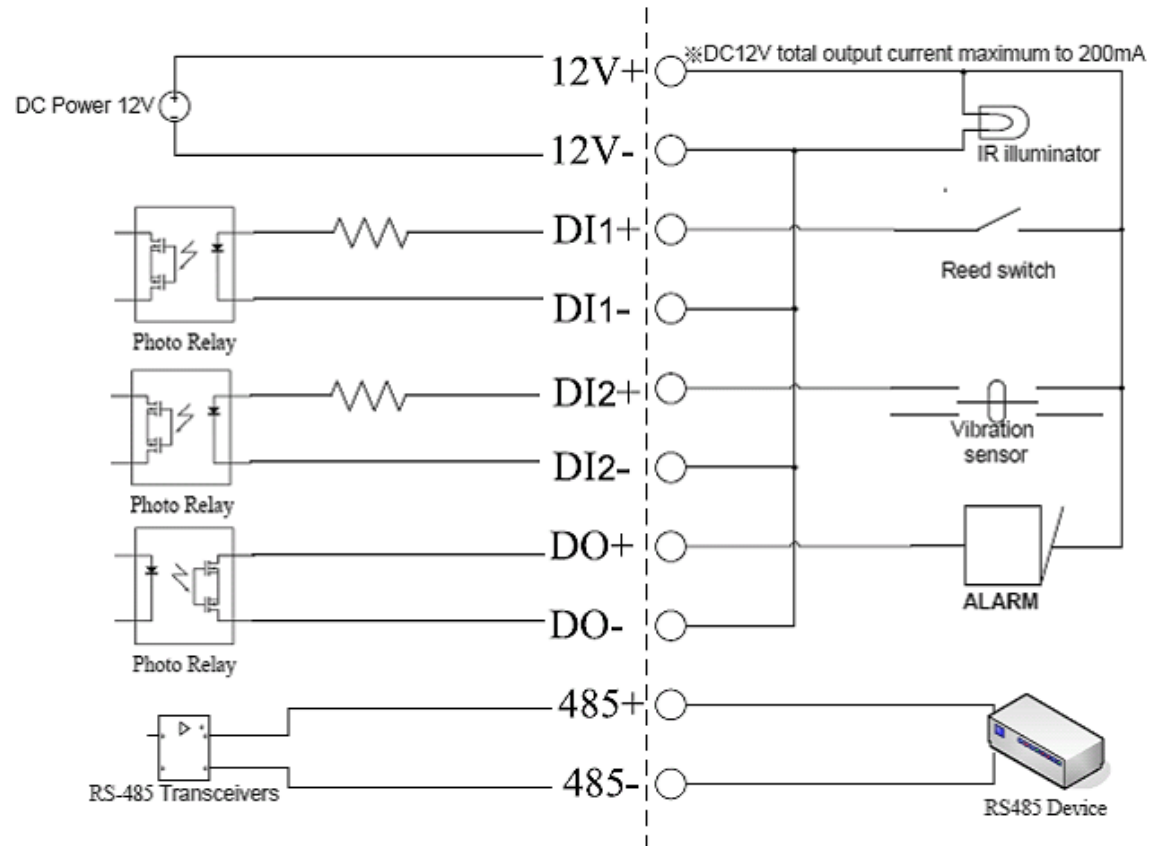 ※DC12V total output current maximum to 200mA
12V+
DC Power 12V
12V-
IR illuminator
DI1+
Reed switch
DI1-
Photo Relay
DI2+
Vibration
sensor
DI2-
Photo Relay
DO+
ALARM
DO-
Photo Relay
485+
485-
RS-485 Transceivers
RS485 Device